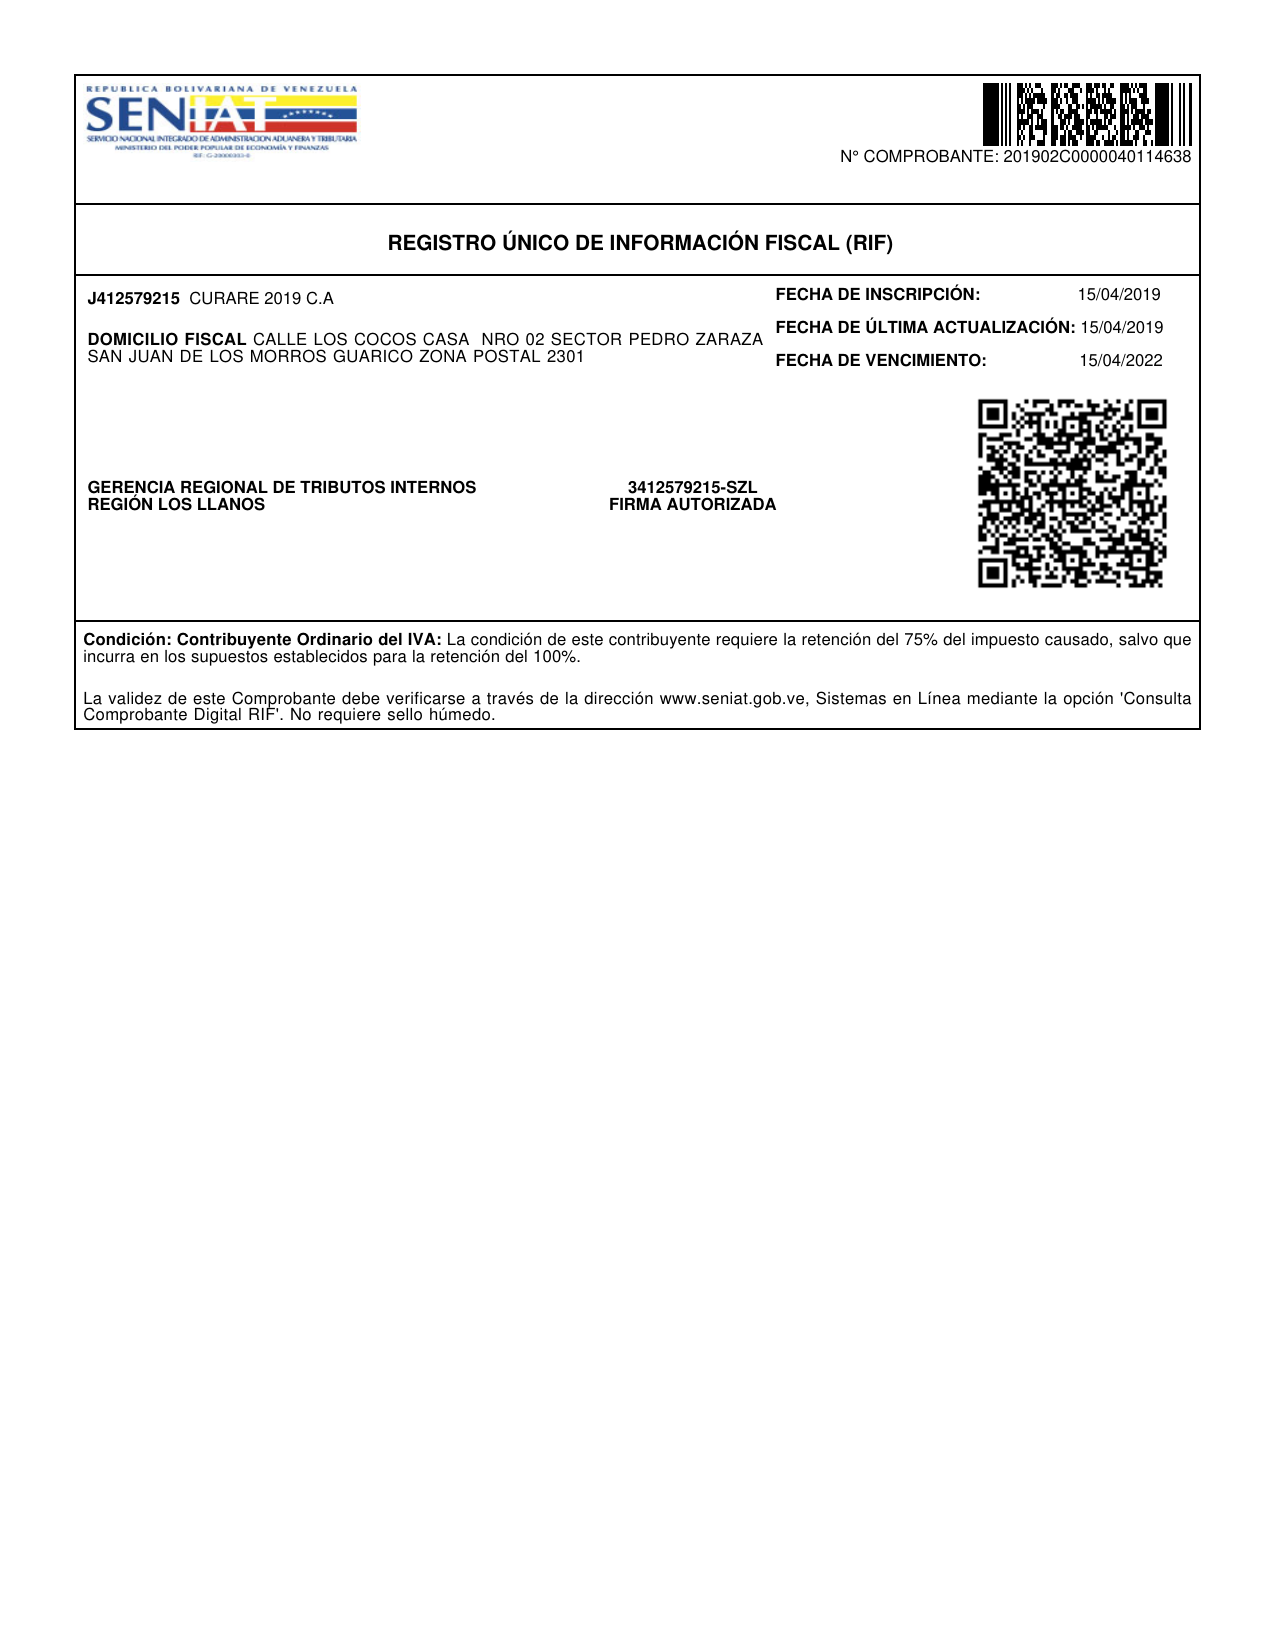 REPUBLICA BOLIVARIANA DE VENEZUELA
SENIAT
SERVICIO NACIONAL INTEGRADO DE ADMINISTRACION ADUANERA Y TRIBUTARIA
MINISTERIO DEL PODER POPULAR DE ECONOMÍA Y FINANZAS
N° COMPROBANTE: 201902C0000040114638
REGISTRO ÚNICO DE INFORMACIÓN FISCAL (RIF)
J412579215 CURARE 2019 C.A
DOMICILIO FISCAL CALLE LOS COCOS CASA  NRO 02 SECTOR PEDRO ZARAZA
SAN JUAN DE LOS MORROS GUARICO ZONA POSTAL 2301
FECHA DE INSCRIPCIÓN: 15/04/2019
FECHA DE ÚLTIMA ACTUALIZACIÓN: 15/04/2019
FECHA DE VENCIMIENTO: 15/04/2022
GERENCIA REGIONAL DE TRIBUTOS INTERNOS
REGIÓN LOS LLANOS
3412579215-SZL
FIRMA AUTORIZADA
Condición: Contribuyente Ordinario del IVA: La condición de este contribuyente requiere la retención del 75% del impuesto causado, salvo que
incurra en los supuestos establecidos para la retención del 100%.
La validez de este Comprobante debe verificarse a través de la dirección www.seniat.gob.ve, Sistemas en Línea mediante la opción 'Consulta
Comprobante Digital RIF'. No requiere sello húmedo.